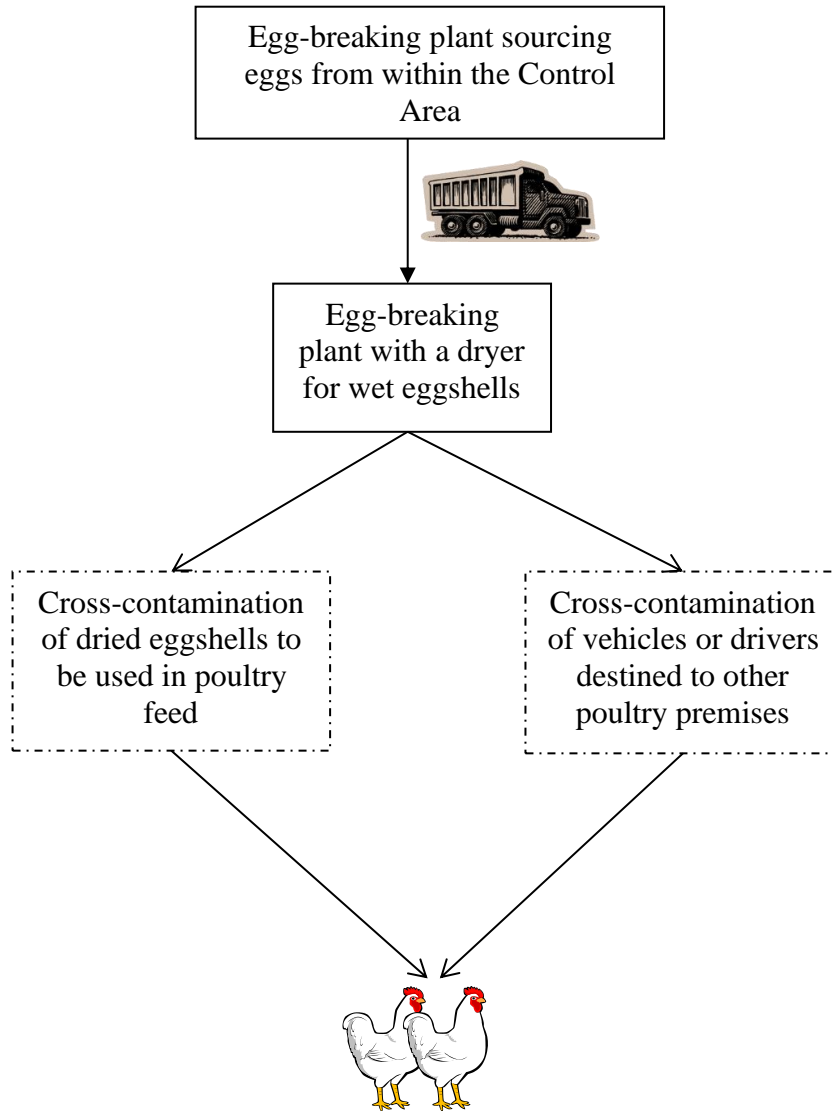 Egg-breaking plant sourcing
eggs from within the Control
Area
Egg-breaking
plant with a dryer
for wet eggshells
Cross-contamination
of dried eggshells to
be used in poultry
feed
Cross-contamination
of vehicles or drivers
destined to other
poultry premises